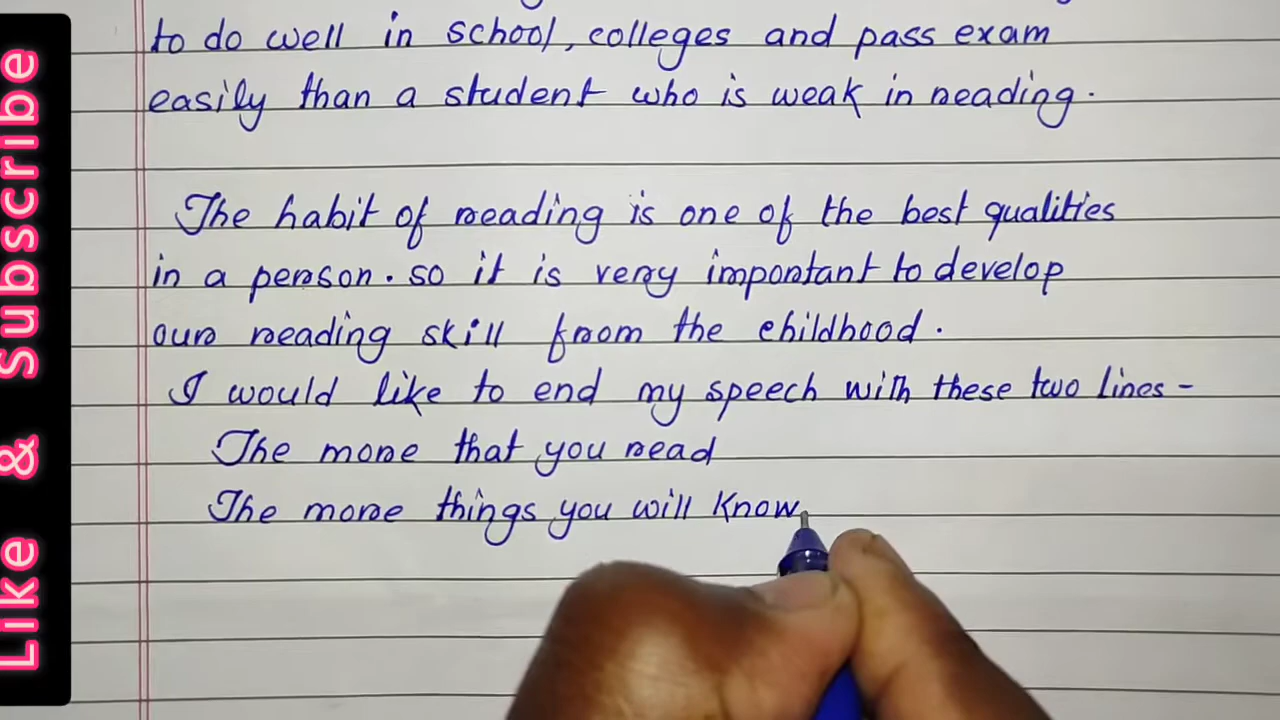 to do well in school, colleges and pass exam
easily than a student who is weak in reading.
The habit of reading is one of the best qualities
in a person. so it is very important to develop
our reading skill from the childhood.
I would like to end my speech with these two lines -
The more that you read
The more things you will know.
Like & Subscribe